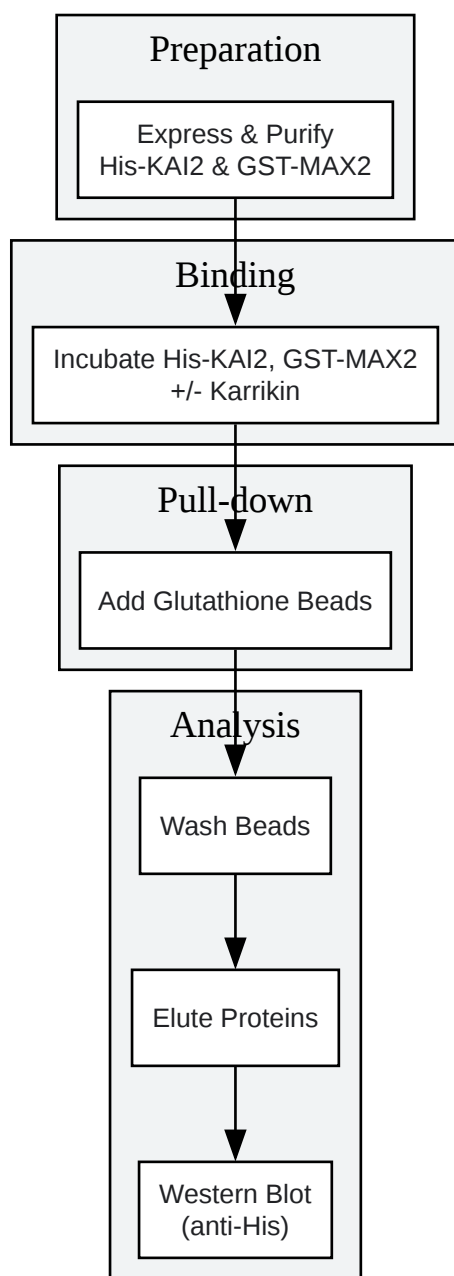 Preparation
Express & Purify
His-KAI2 & GST-MAX2
Binding
Incubate His-KAI2, GST-MAX2
+/- Karrikin
Pull-down
Add Glutathione Beads
Analysis
Wash Beads
Elute Proteins
Western Blot
(anti-His)